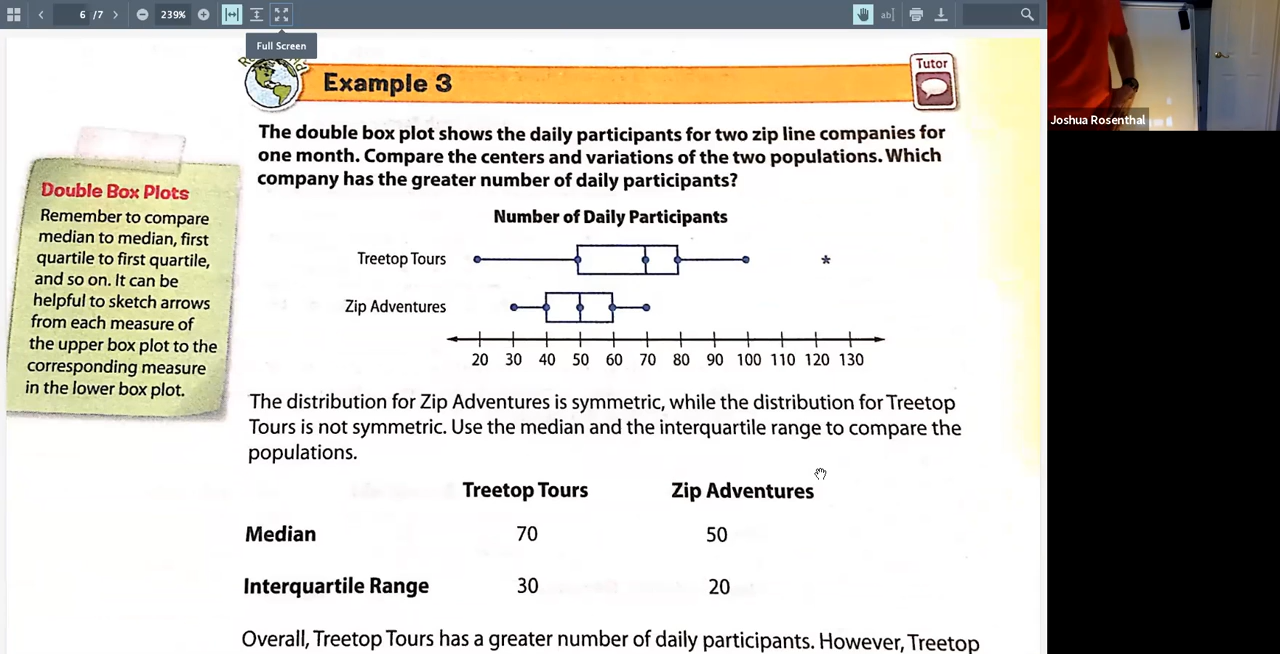 6 /7
239%
ab]
Full Screen
Example 3
Tutor
Joshua Rosenthal
The double box plot shows the daily participants for two zip line companies for
one month. Compare the centers and variations of the two populations. Which
company has the greater number of daily participants?
Double Box Plots
Remember to compare
median to median, first
quartile to first quartile,
and so on. It can be
helpful to sketch arrows
from each measure of
the upper box plot to the
corresponding measure
in the lower box plot.
Number of Daily Participants
Treetop Tours
*
Zip Adventures
20 30 40 50 60 70 80 90 100 110 120 130
The distribution for Zip Adventures is symmetric, while the distribution for Treetop
Tours is not symmetric. Use the median and the interquartile range to compare the
populations.
Treetop Tours Zip Adventures
Median 70 50
Interquartile Range 30 20
Overall, Treetop Tours has a greater number of daily participants. However, Treetop